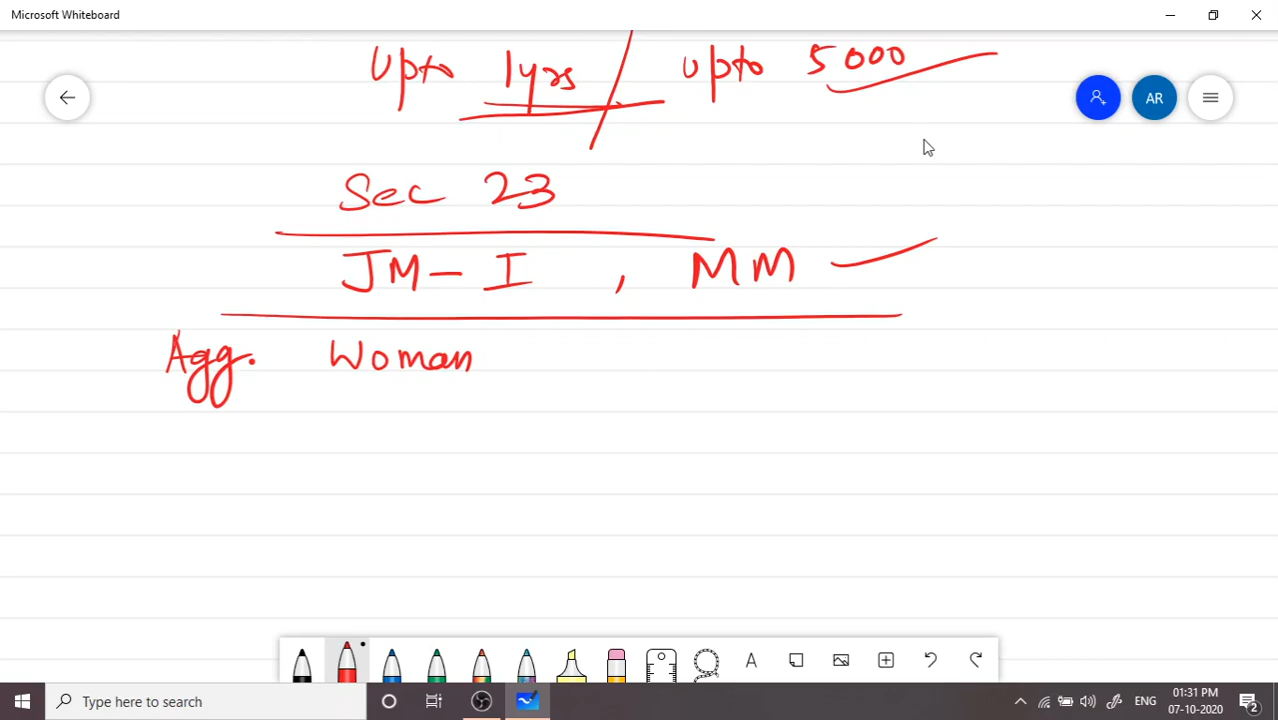 Microsoft Whiteboard
Upto 1yrs / upto 5000
AR
Sec 23
JM-I , MM
Agg. Woman
A
Type here to search
ENG
01:31 PM
07-10-2020
2